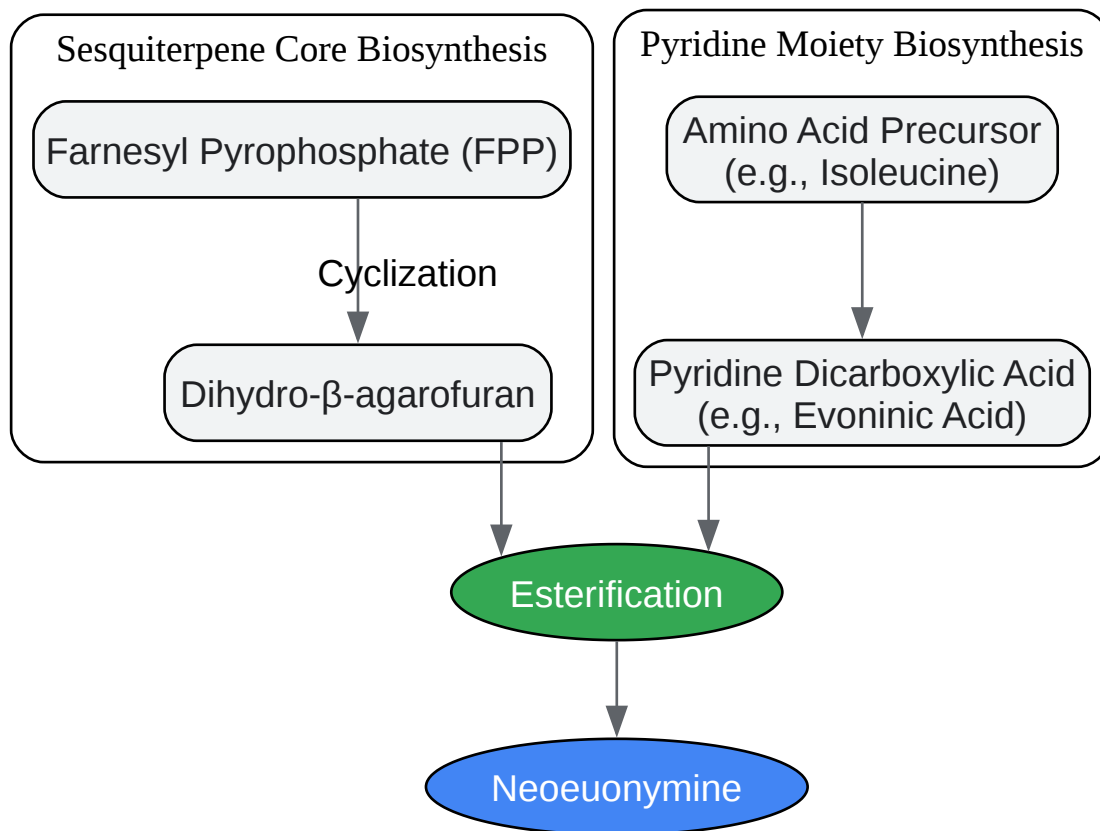 Sesquiterpene Core Biosynthesis
Farnesyl Pyrophosphate (FPP)
Cyclization
Dihydro-β-agarofuran
Pyridine Moiety Biosynthesis
Amino Acid Precursor
(e.g., Isoleucine)
Pyridine Dicarboxylic Acid
(e.g., Evoninic Acid)
Esterification
Neoeuonymine